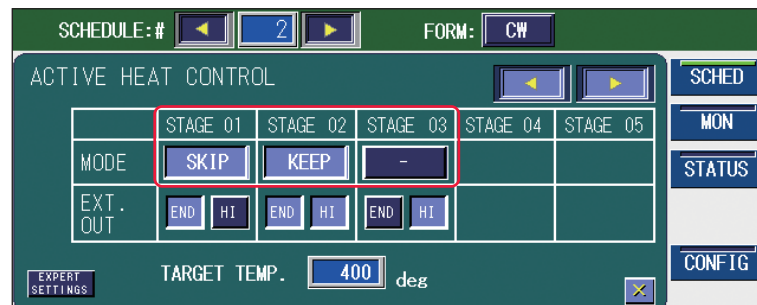 SCHEDULE:# 2 FORM: CW
ACTIVE HEAT CONTROL
SCHED
STAGE 01 STAGE 02 STAGE 03 STAGE 04 STAGE 05
MON
MODE SKIP KEEP -
STATUS
EXT. OUT END HI END HI END HI
CONFIG
EXPERT SETTINGS
TARGET TEMP. 400 deg